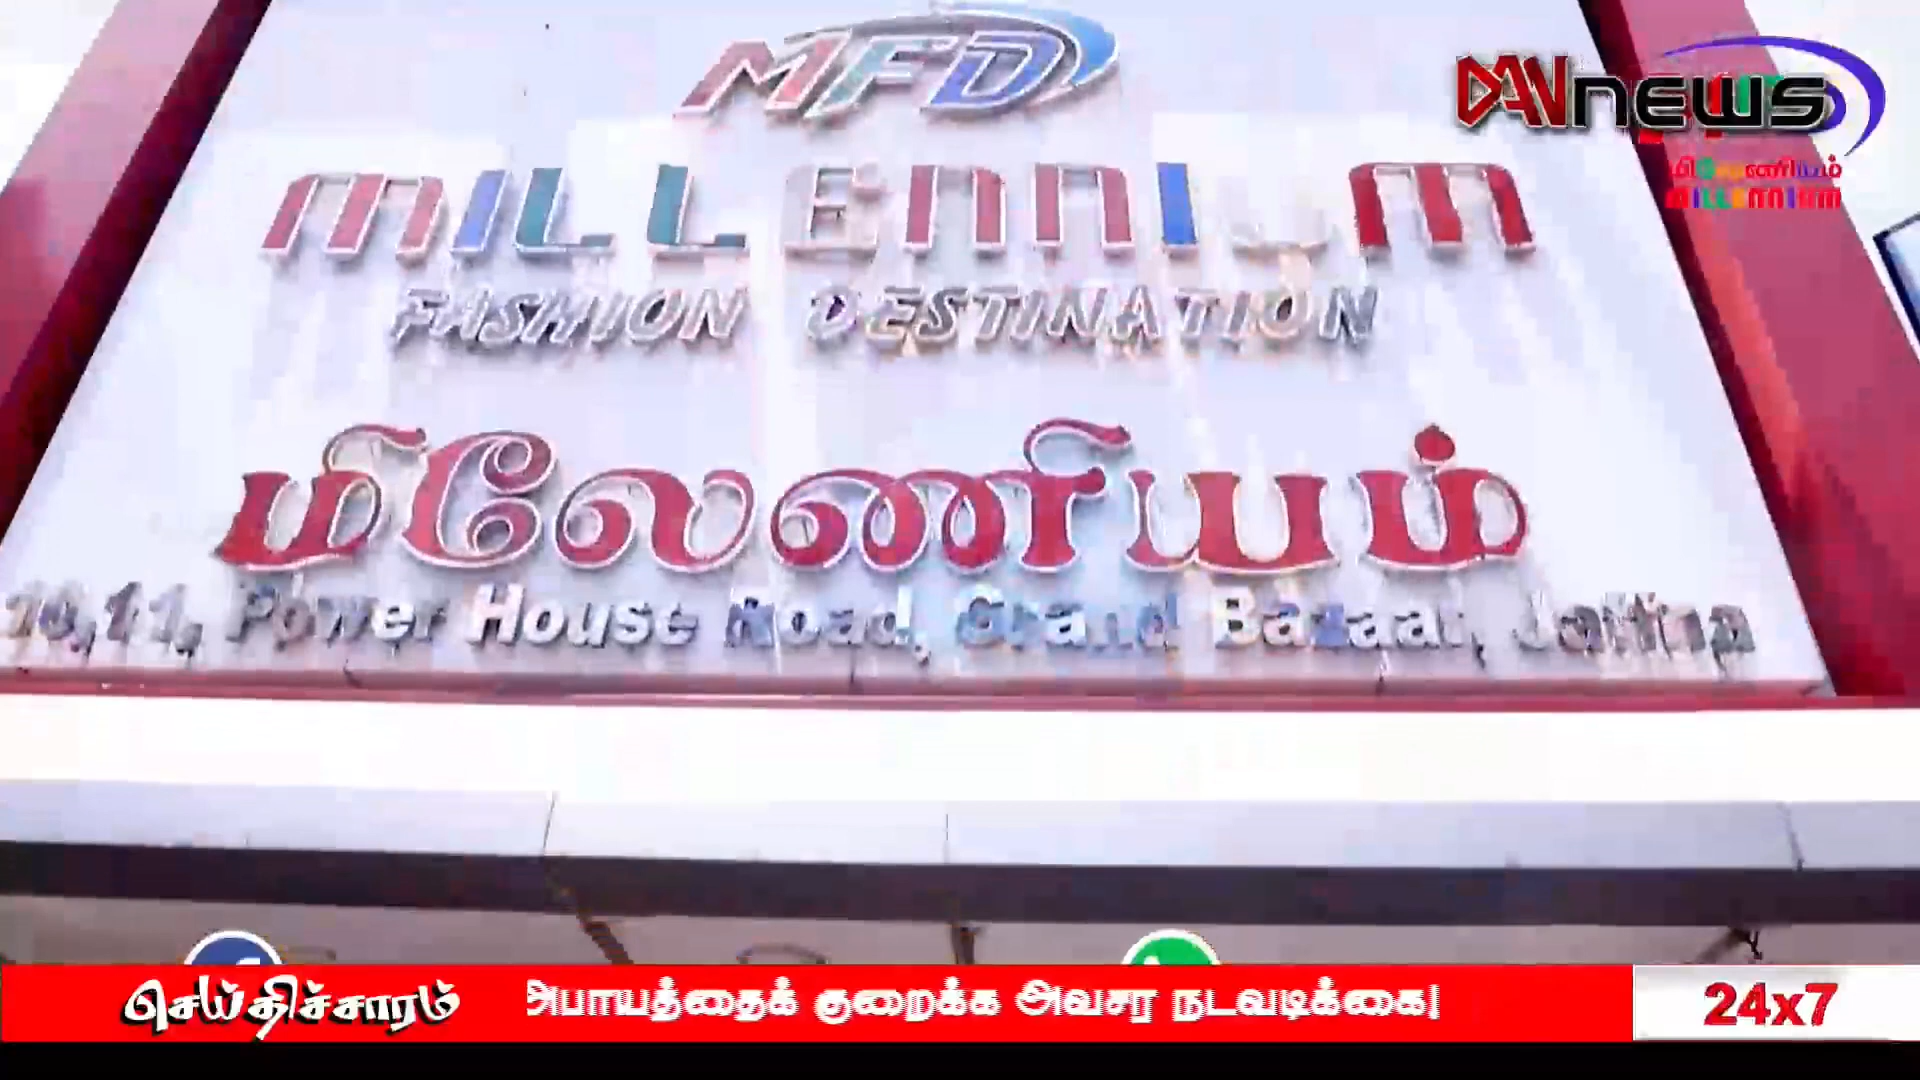 MFD
DAN news
மிலேனியம்
MILLENNIUM
MILLENNIUM
FASHION DESTINATION
மிலேனியம்
10,11, Power House Road, Grand Bazaar, Jaffna
செய்திச்சாரம்
அபாயத்தைக் குறைக்க அவசர நடவடிக்கை!
24x7